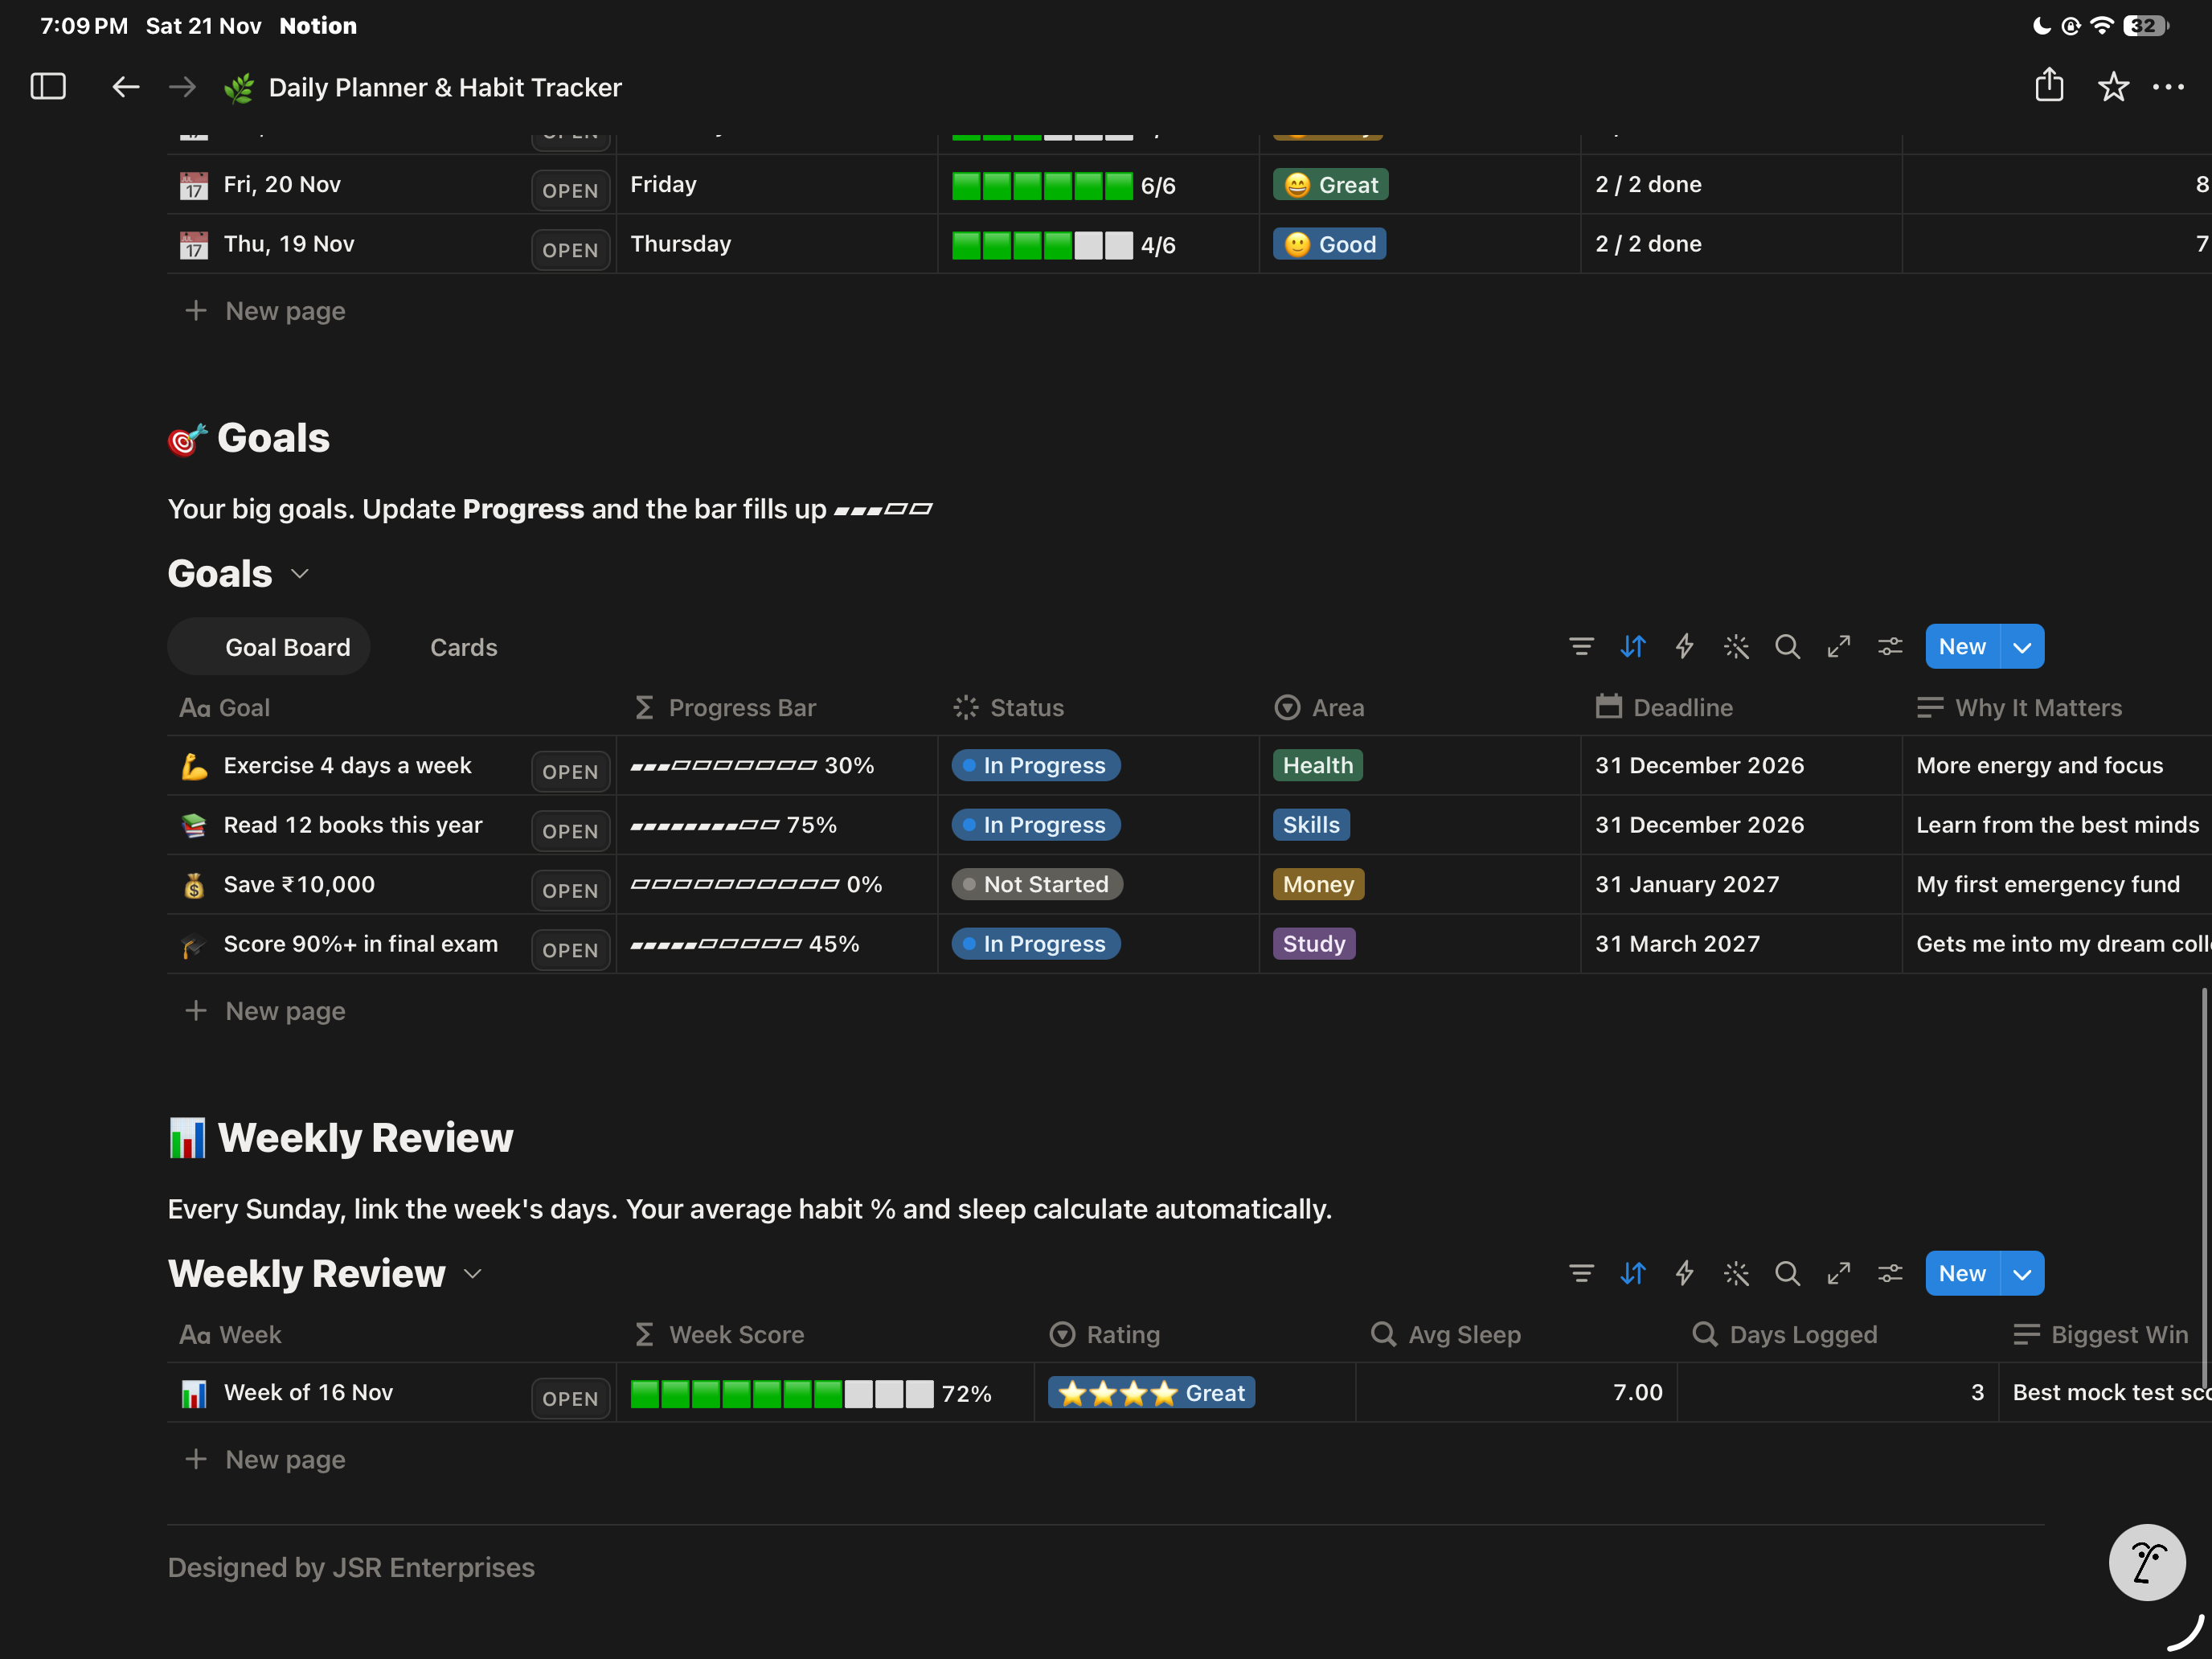 7:09 PM Sat 21 Nov Notion
32
Daily Planner & Habit Tracker
Fri, 20 Nov OPEN Friday 6/6 😄 Great 2 / 2 done 8
Thu, 19 Nov OPEN Thursday 4/6 🙂 Good 2 / 2 done 7
+ New page
🎯 Goals
Your big goals. Update Progress and the bar fills up ▰▰▰▱▱
Goals
Goal Board Cards
New
Aa Goal Σ Progress Bar Status Area Deadline Why It Matters
Exercise 4 days a week OPEN ▰▰▰▱▱▱▱▱▱▱ 30% In Progress Health 31 December 2026 More energy and focus
Read 12 books this year OPEN ▰▰▰▰▰▰▰▰▱▱ 75% In Progress Skills 31 December 2026 Learn from the best minds
Save ₹10,000 OPEN ▱▱▱▱▱▱▱▱▱▱ 0% Not Started Money 31 January 2027 My first emergency fund
Score 90%+ in final exam OPEN ▰▰▰▰▰▱▱▱▱▱ 45% In Progress Study 31 March 2027 Gets me into my dream coll
+ New page
📊 Weekly Review
Every Sunday, link the week's days. Your average habit % and sleep calculate automatically.
Weekly Review
New
Aa Week Σ Week Score Rating Avg Sleep Days Logged Biggest Win
Week of 16 Nov OPEN 72% ⭐⭐⭐⭐ Great 7.00 3 Best mock test sco
+ New page
Designed by JSR Enterprises